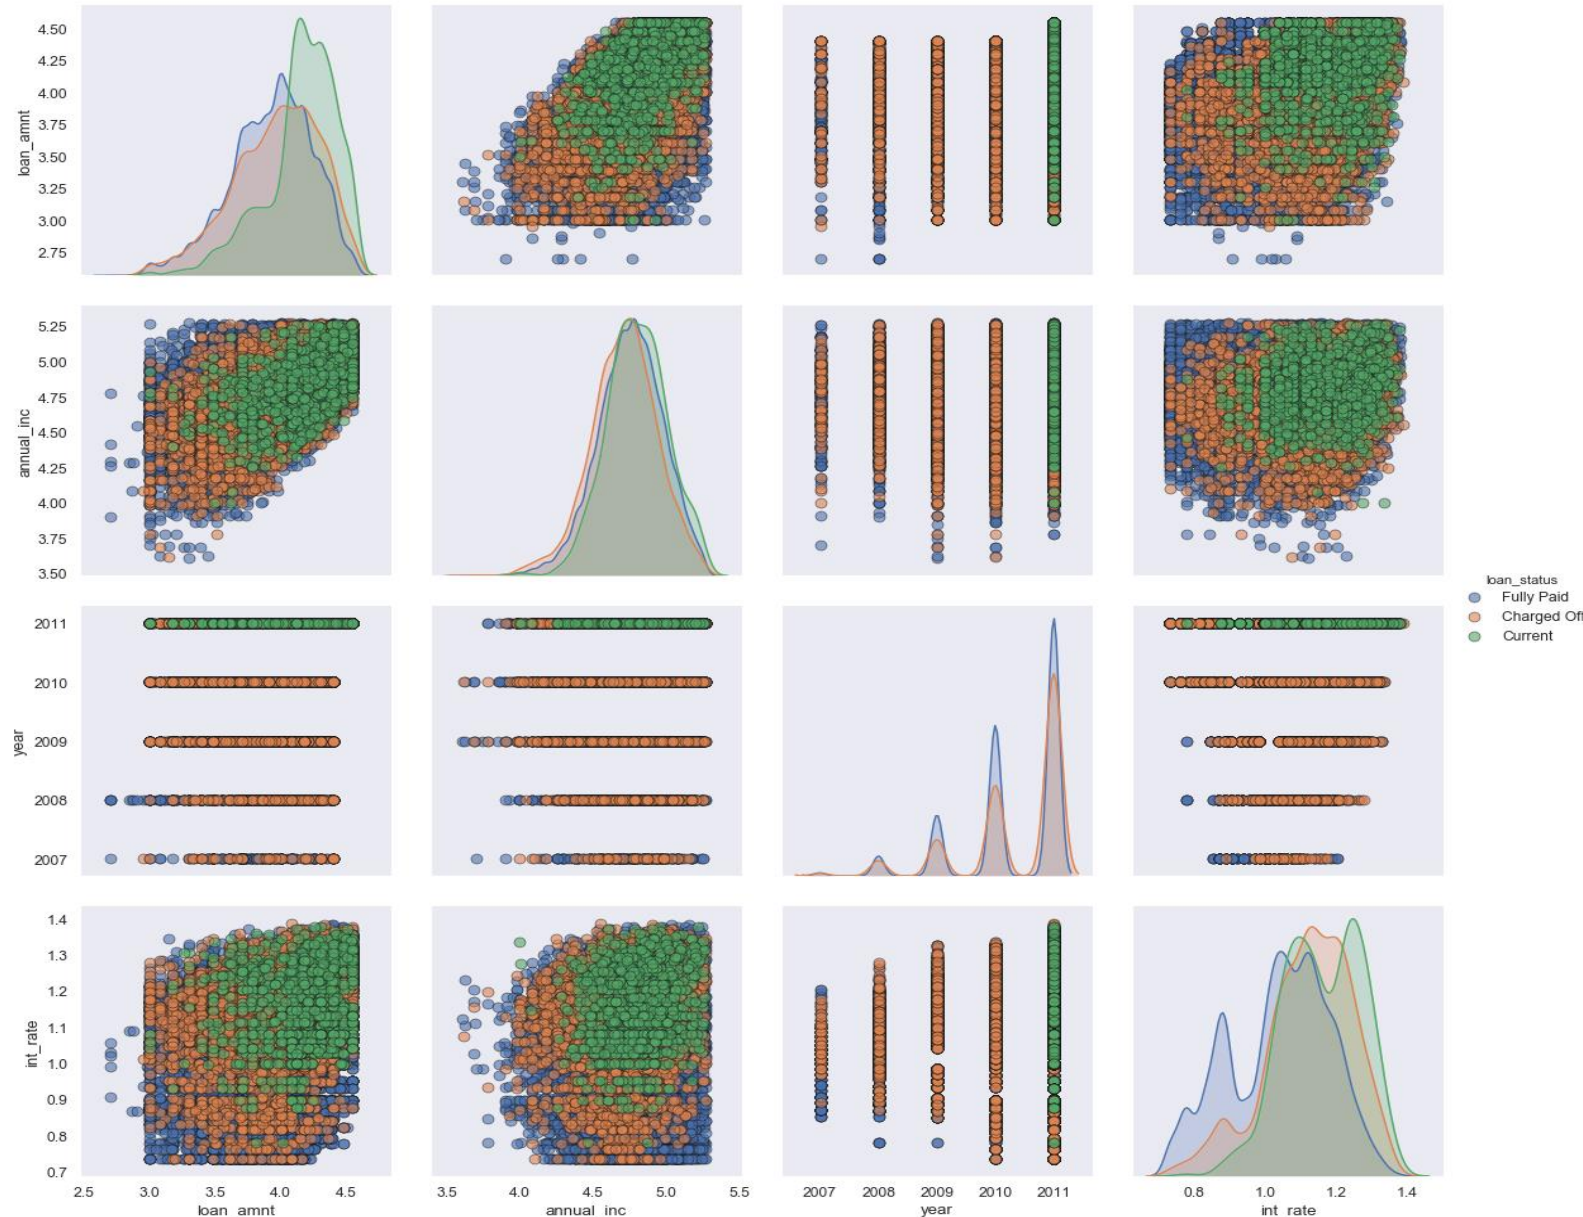 4.50
4.25
4.00
3.75
3.50
3.25
3.00
2.75
loan_amnt
5.25
5.00
4.75
4.50
4.25
4.00
3.75
3.50
annual_inc
loan_status
Fully Paid
Charged Off
Current
2011
2010
2009
2008
2007
year
1.4
1.3
1.2
1.1
1.0
0.9
0.8
0.7
int_rate
2.5 3.0 3.5 4.0 4.5
loan_amnt
3.5 4.0 4.5 5.0 5.5
annual_inc
2007 2008 2009 2010 2011
year
0.8 1.0 1.2 1.4
int_rate